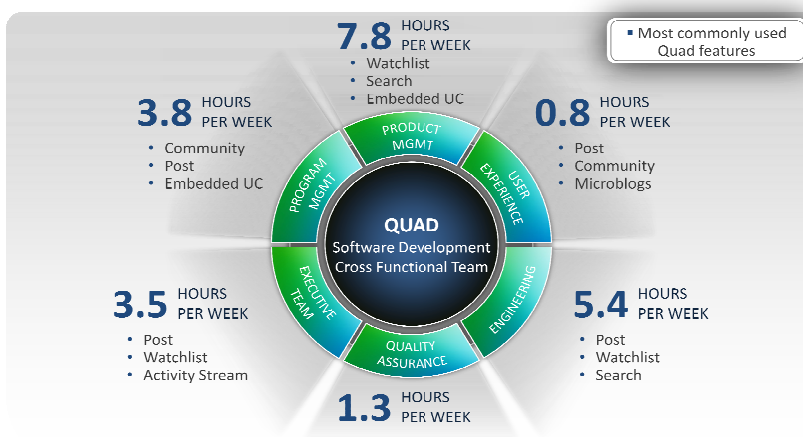 7.8 HOURS
PER WEEK
• Watchlist
• Search
• Embedded UC
▪ Most commonly used
Quad features
3.8 HOURS
PER WEEK
• Community
• Post
• Embedded UC
0.8 HOURS
PER WEEK
• Post
• Community
• Microblogs
PRODUCT
MGMT
PROGRAM
MGMT
USER
EXPERIENCE
QUAD
Software Development
Cross Functional Team
EXECUTIVE
TEAM
ENGINEERING
QUALITY
ASSURANCE
3.5 HOURS
PER WEEK
• Post
• Watchlist
• Activity Stream
5.4 HOURS
PER WEEK
• Post
• Watchlist
• Search
1.3 HOURS
PER WEEK